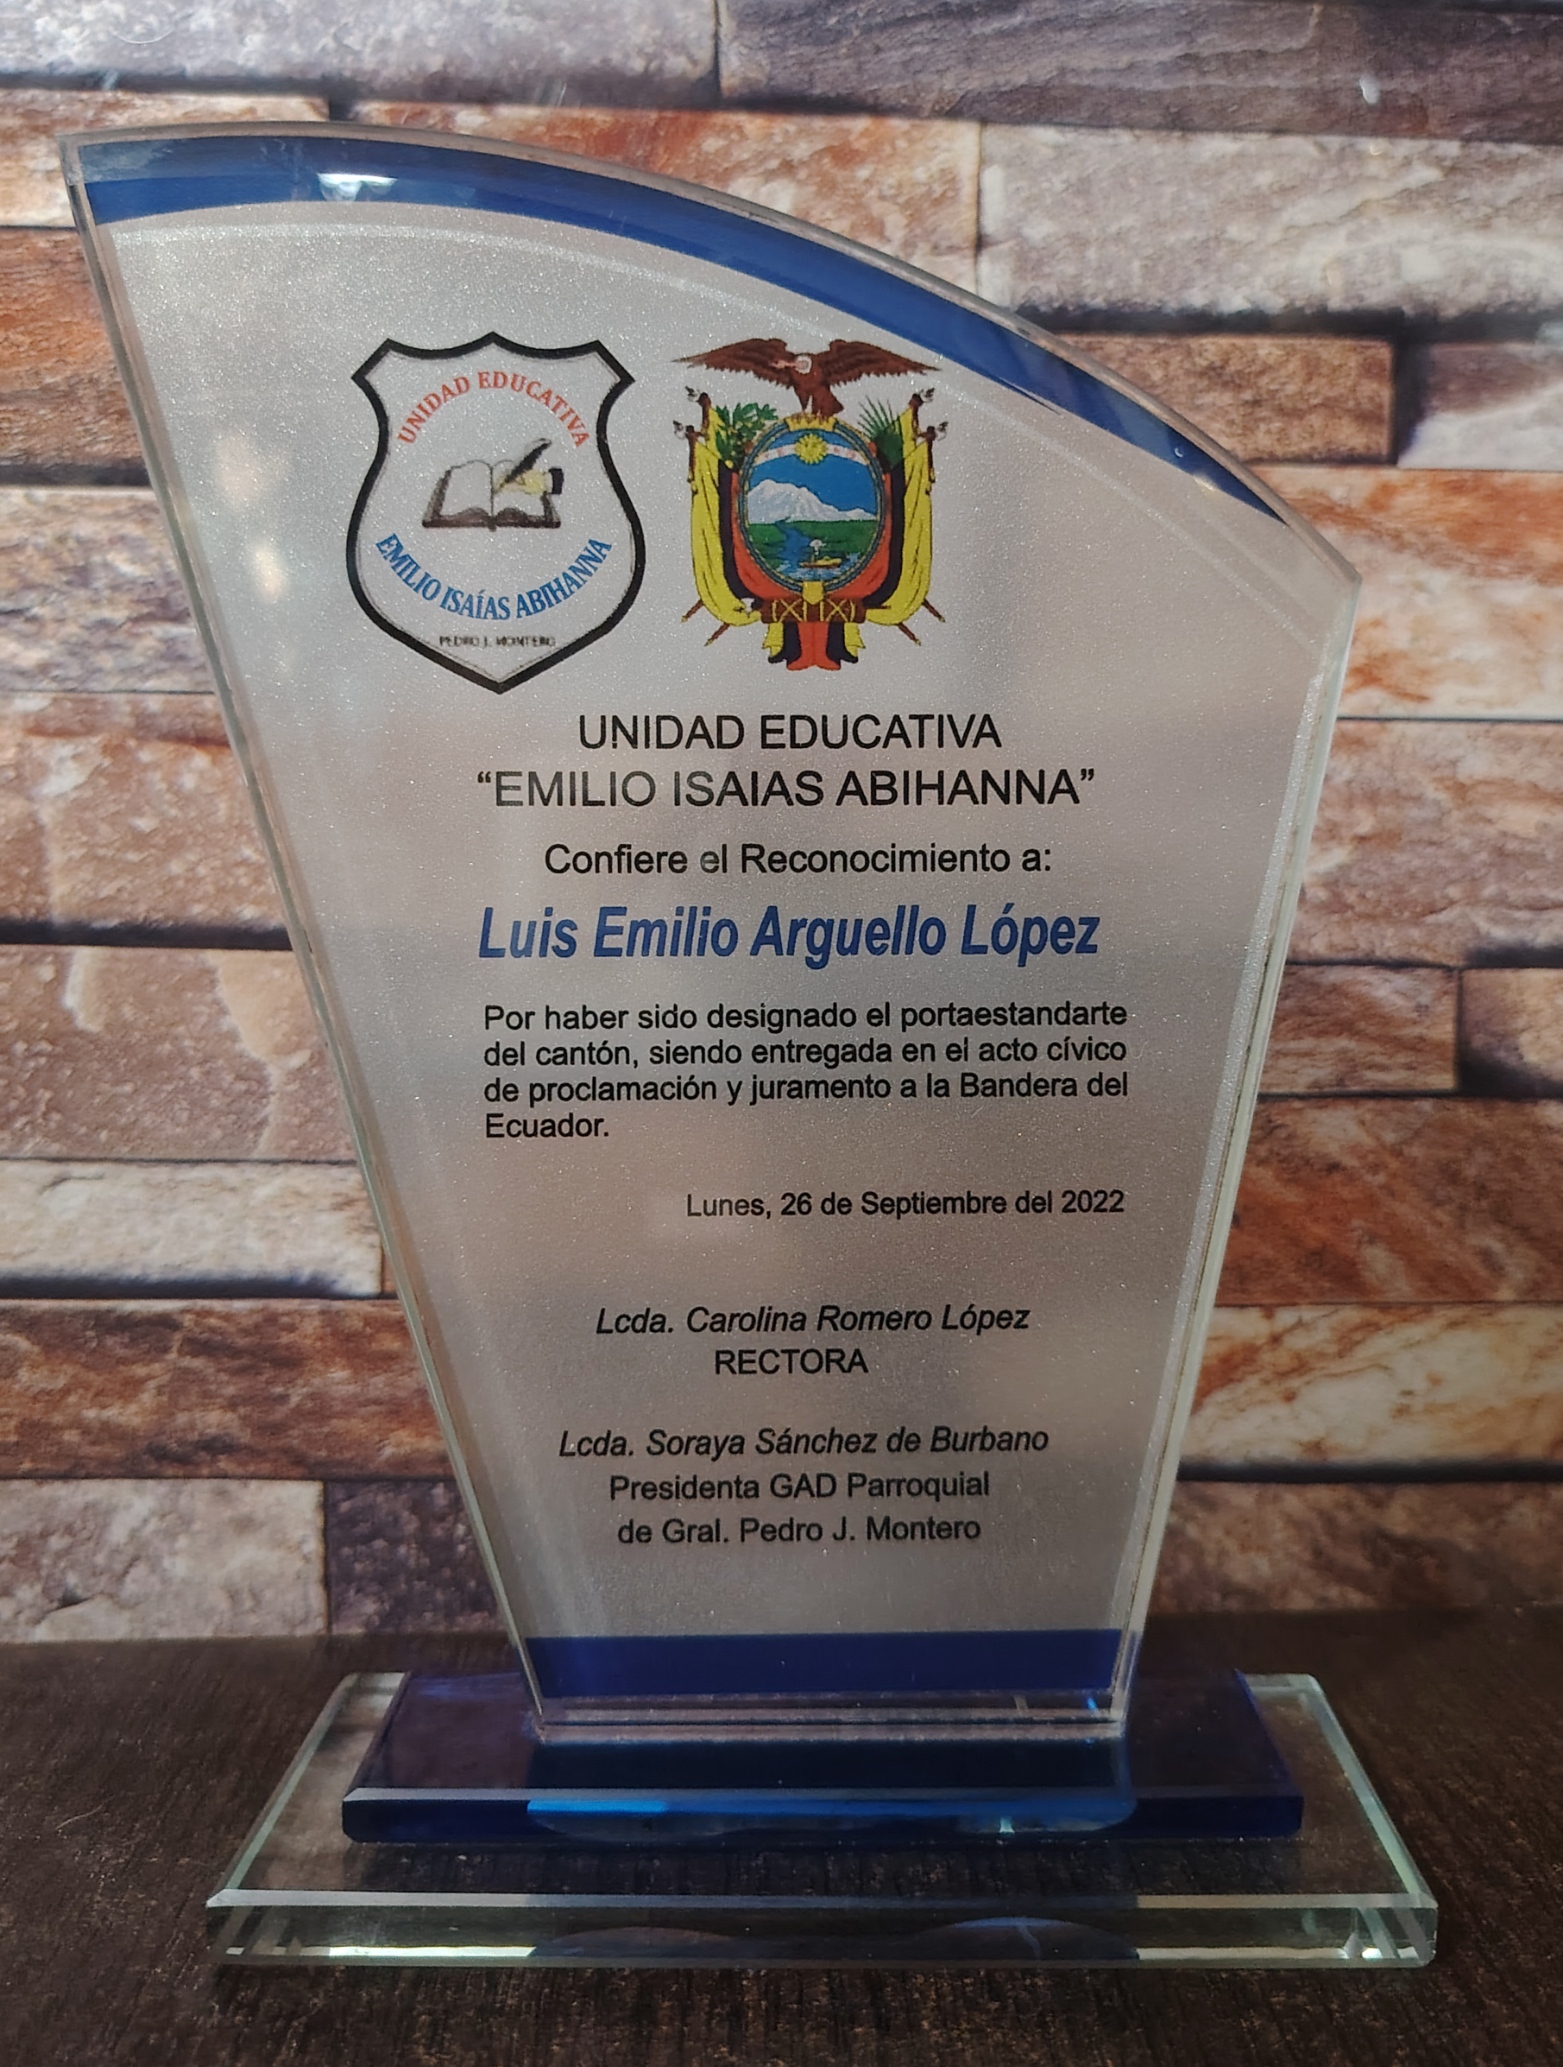 UNIDAD EDUCATIVA
EMILIO ISAÍAS ABIHANNA
PEDRO J. MONTERO
UNIDAD EDUCATIVA
“EMILIO ISAIAS ABIHANNA”
Confiere el Reconocimiento a:
Luis Emilio Arguello López
Por haber sido designado el portaestandarte
del cantón, siendo entregada en el acto cívico
de proclamación y juramento a la Bandera del
Ecuador.
Lunes, 26 de Septiembre del 2022
Lcda. Carolina Romero López
RECTORA
Lcda. Soraya Sánchez de Burbano
Presidenta GAD Parroquial
de Gral. Pedro J. Montero